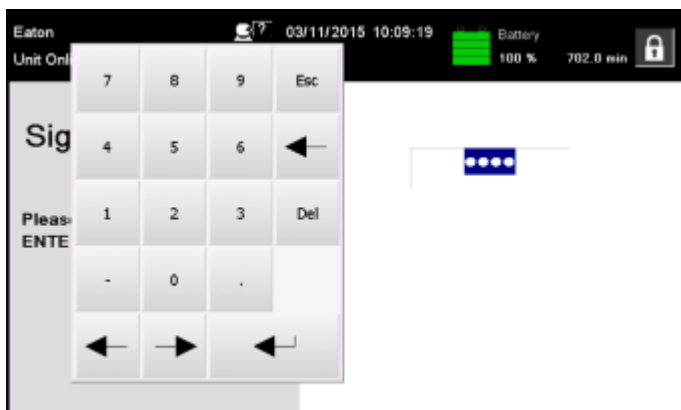 Eaton 03/11/2015 10:09:19 Battery
Unit Onli 100 % 702.0 min
7 8 9 Esc
Sig
4 5 6
Pleas
1 2 3 Del
ENTE
- 0 .